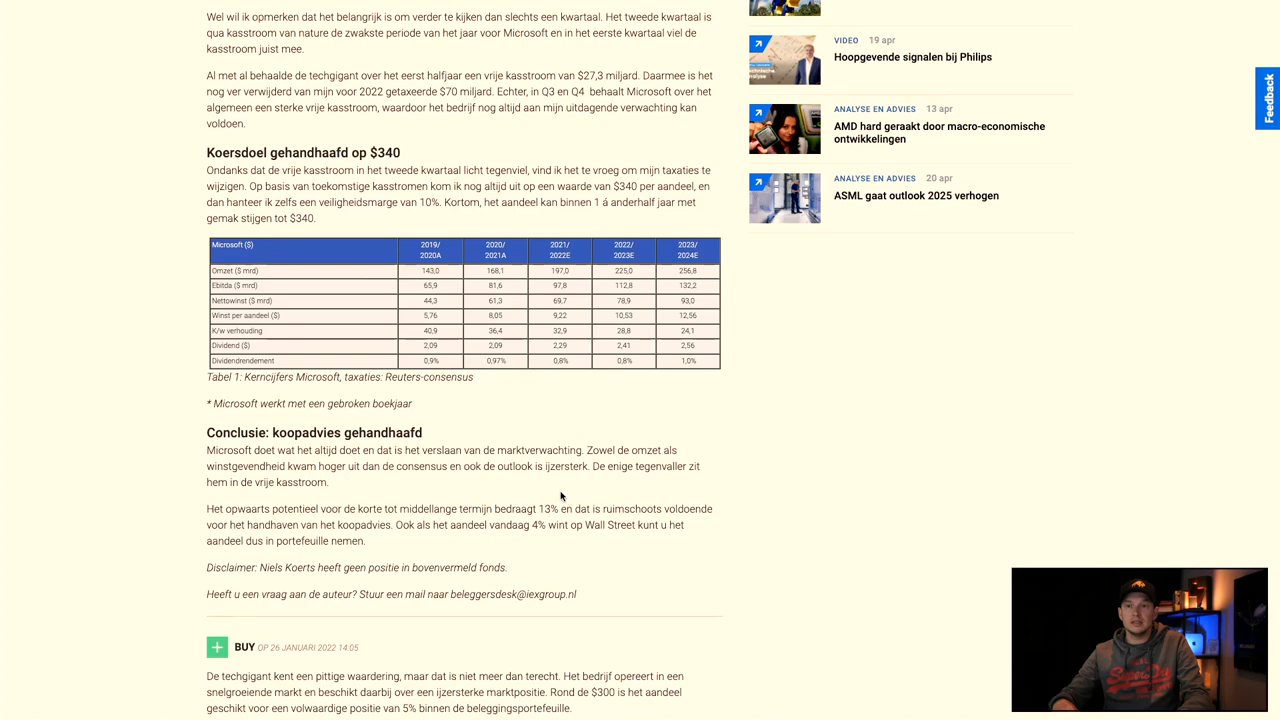 Wel wil ik opmerken dat het belangrijk is om verder te kijken dan slechts een kwartaal. Het tweede kwartaal is
qua kasstroom van nature de zwakste periode van het jaar voor Microsoft en in het eerste kwartaal viel de
kasstroom juist mee.
Al met al behaalde de techgigant over het eerst halfjaar een vrije kasstroom van $27,3 miljard. Daarmee is het
nog ver verwijderd van mijn voor 2022 getaxeerde $70 miljard. Echter, in Q3 en Q4 behaalt Microsoft over het
algemeen een sterke vrije kasstroom, waardoor het bedrijf nog altijd aan mijn uitdagende verwachting kan
voldoen.
Koersdoel gehandhaafd op $340
Ondanks dat de vrije kasstroom in het tweede kwartaal licht tegenviel, vind ik het te vroeg om mijn taxaties te
wijzigen. Op basis van toekomstige kasstromen kom ik nog altijd uit op een waarde van $340 per aandeel, en
dan hanteer ik zelfs een veiligheidsmarge van 10%. Kortom, het aandeel kan binnen 1 á anderhalf jaar met
gemak stijgen tot $340.
Microsoft ($) 2019/ 2020/ 2021/ 2022/ 2023/
2020A 2021A 2022E 2023E 2024E
Omzet ($ mrd) 143,0 168,1 197,0 225,0 256,8
Ebitda ($ mrd) 65,9 81,6 97,8 112,8 132,2
Nettowinst ($ mrd) 44,3 61,3 69,7 78,9 93,0
Winst per aandeel ($) 5,76 8,05 9,22 10,53 12,56
K/w verhouding 40,9 36,4 32,9 28,8 24,1
Dividend ($) 2,09 2,09 2,29 2,41 2,56
Dividendrendement 0,9% 0,97% 0,8% 0,8% 1,0%
Tabel 1: Kerncijfers Microsoft, taxaties: Reuters-consensus
* Microsoft werkt met een gebroken boekjaar
Conclusie: koopadvies gehandhaafd
Microsoft doet wat het altijd doet en dat is het verslaan van de marktverwachting. Zowel de omzet als
winstgevendheid kwam hoger uit dan de consensus en ook de outlook is ijzersterk. De enige tegenvaller zit
hem in de vrije kasstroom.
Het opwaarts potentieel voor de korte tot middellange termijn bedraagt 13% en dat is ruimschoots voldoende
voor het handhaven van het koopadvies. Ook als het aandeel vandaag 4% wint op Wall Street kunt u het
aandeel dus in portefeuille nemen.
Disclaimer: Niels Koerts heeft geen positie in bovenvermeld fonds.
Heeft u een vraag aan de auteur? Stuur een mail naar beleggersdesk@iexgroup.nl
BUY OP 26 JANUARI 2022 14:05
De techgigant kent een pittige waardering, maar dat is niet meer dan terecht. Het bedrijf opereert in een
snelgroeiende markt en beschikt daarbij over een ijzersterke marktpositie. Rond de $300 is het aandeel
geschikt voor een volwaardige positie van 5% binnen de beleggingsportefeuille.
VIDEO 19 apr
Hoopgevende signalen bij Philips
ANALYSE EN ADVIES 13 apr
AMD hard geraakt door macro-economische
ontwikkelingen
ANALYSE EN ADVIES 20 apr
ASML gaat outlook 2025 verhogen
Feedback